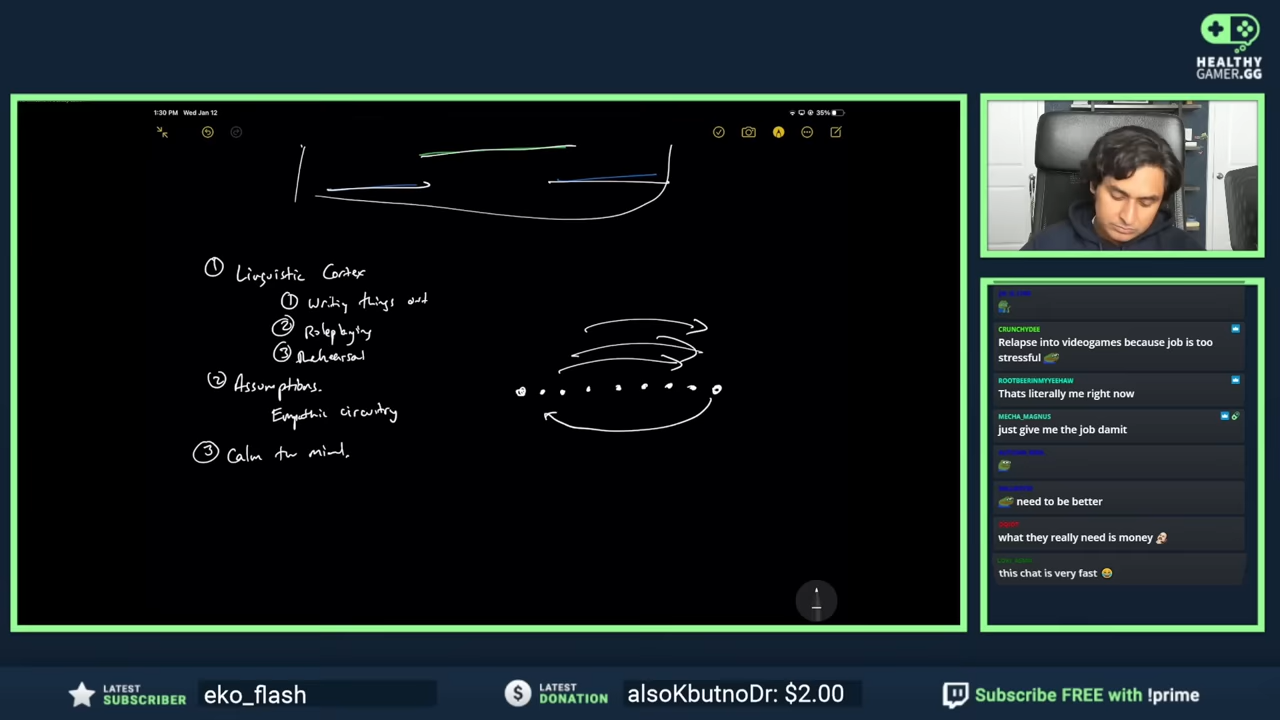 HEALTHY
GAMER.GG
1:30 PM Wed Jan 12
35%
① Linguistic Cortex
① Writing things out
② Roleplaying
③ Rehearsal
② Assumptions.
Empathic circuitry
③ Calm the mind.
CRUNCHYDEE
Relapse into videogames because job is too
stressful
ROOTBEERINMYYEEHAW
Thats literally me right now
MECHA_MAGNUS
just give me the job damit
need to be better
what they really need is money
this chat is very fast
LATEST
SUBSCRIBER
eko_flash
$
LATEST
DONATION
alsoKbutnoDr: $2.00
Subscribe FREE with !prime